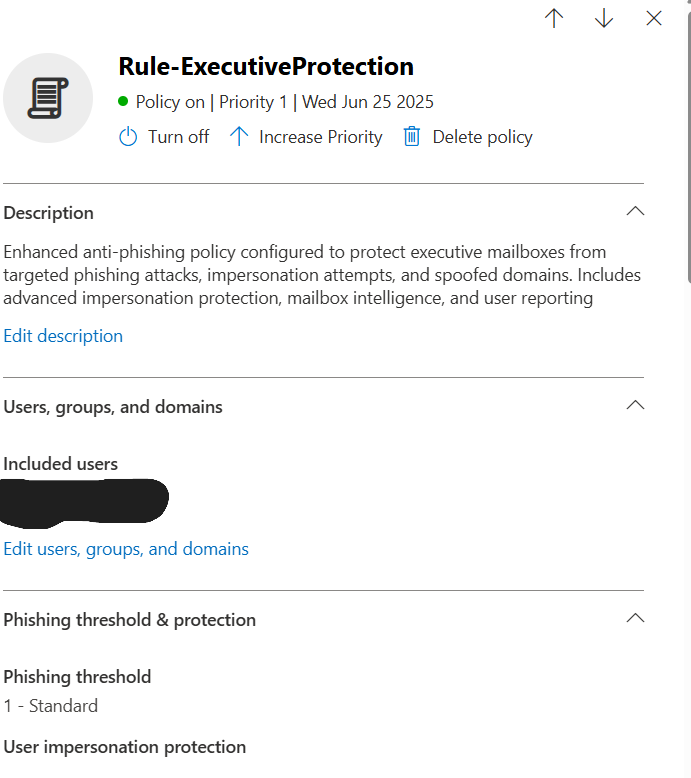 Rule-ExecutiveProtection
Policy on | Priority 1 | Wed Jun 25 2025
Turn off Increase Priority Delete policy
Description
Enhanced anti-phishing policy configured to protect executive mailboxes from
targeted phishing attacks, impersonation attempts, and spoofed domains. Includes
advanced impersonation protection, mailbox intelligence, and user reporting
Edit description
Users, groups, and domains
Included users
Edit users, groups, and domains
Phishing threshold & protection
Phishing threshold
1 - Standard
User impersonation protection